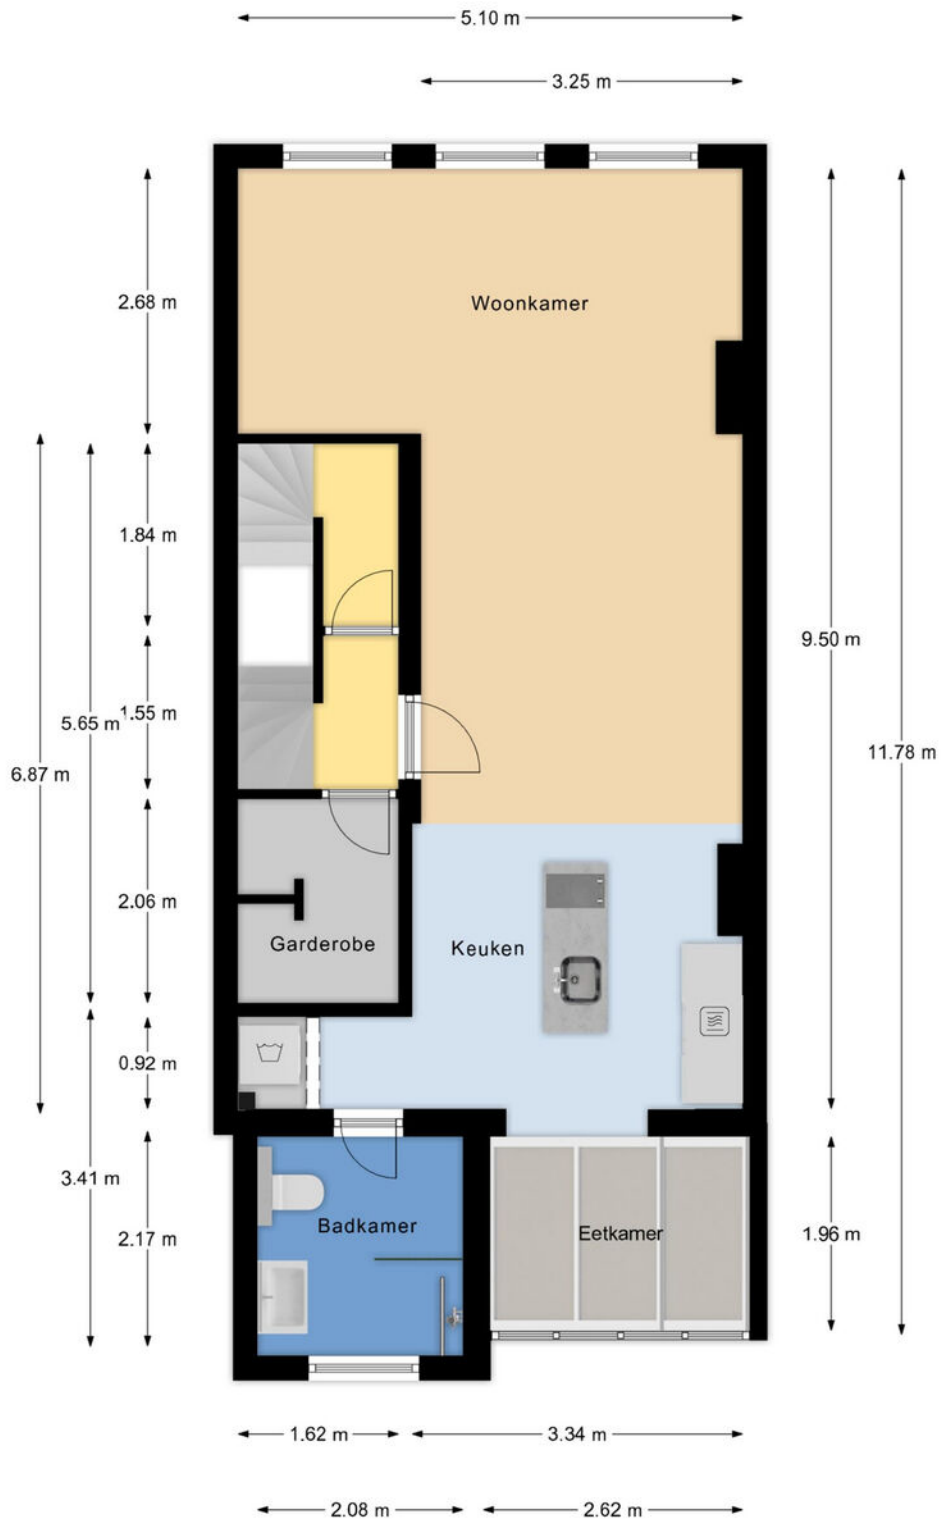 5.10 m
3.25 m
2.68 m
Woonkamer
1.84 m
9.50 m
5.65 m
1.55 m
11.78 m
6.87 m
2.06 m
Garderobe
Keuken
0.92 m
3.41 m
2.17 m
Badkamer
Eetkamer
1.96 m
1.62 m
3.34 m
2.08 m
2.62 m